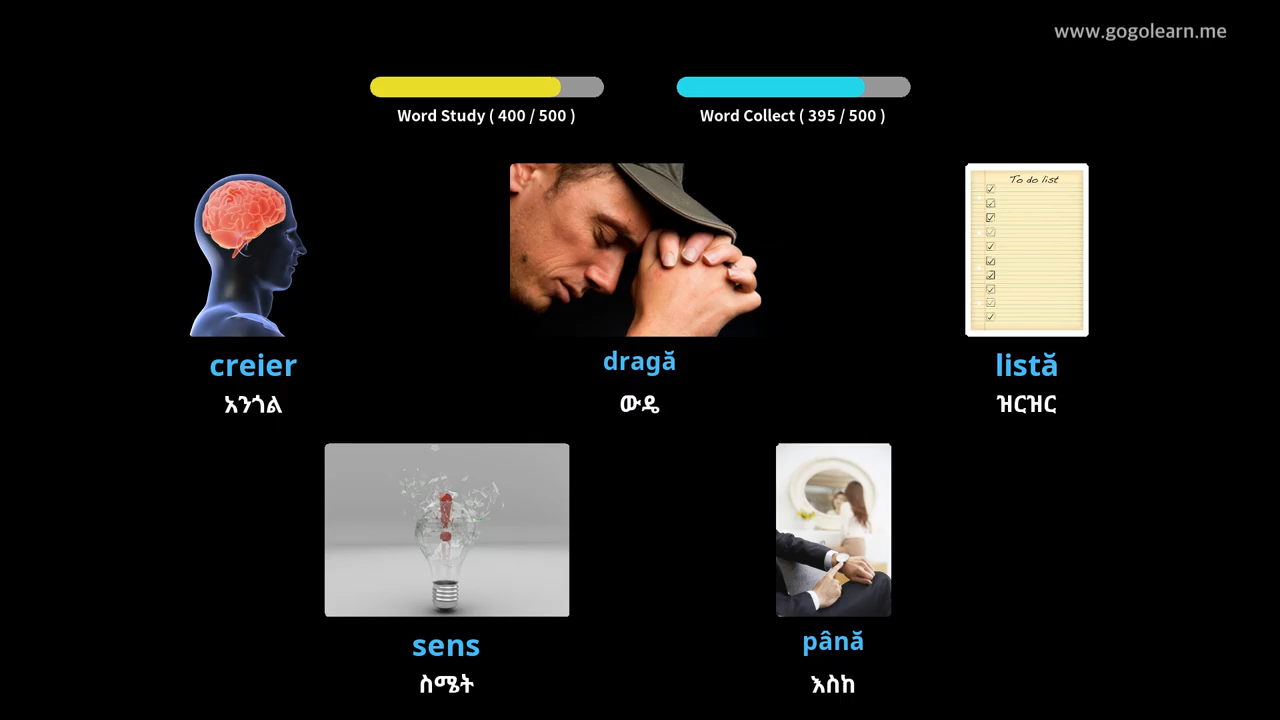 www.gogolearn.me
Word Study ( 400 / 500 )
Word Collect ( 395 / 500 )
To do list
creier
dragă
listă
አንጎል
ውዴ
ዝርዝር
sens
până
ስሜት
እስከ